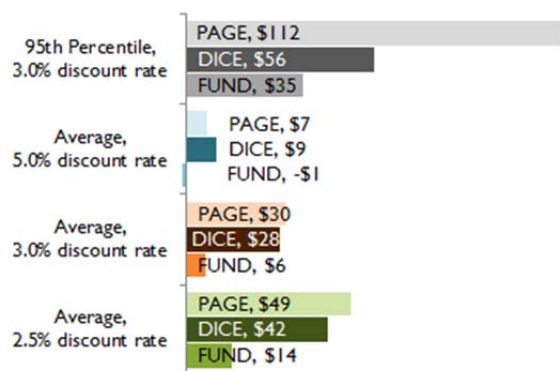 95th Percentile,
3.0% discount rate
PAGE, $112
DICE, $56
FUND, $35
Average,
5.0% discount rate
PAGE, $7
DICE, $9
FUND, -$1
Average,
3.0% discount rate
PAGE, $30
DICE, $28
FUND, $6
Average,
2.5% discount rate
PAGE, $49
DICE, $42
FUND, $14